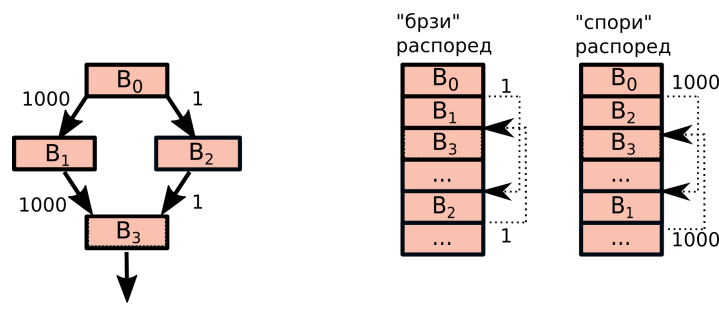 B0
1000
1
B1
B2
1000
1
B3
"брзи"
распоред
B0
1
B1
B3
...
B2
1
...
"спори"
распоред
B0
1000
B2
B3
...
B1
...
1000